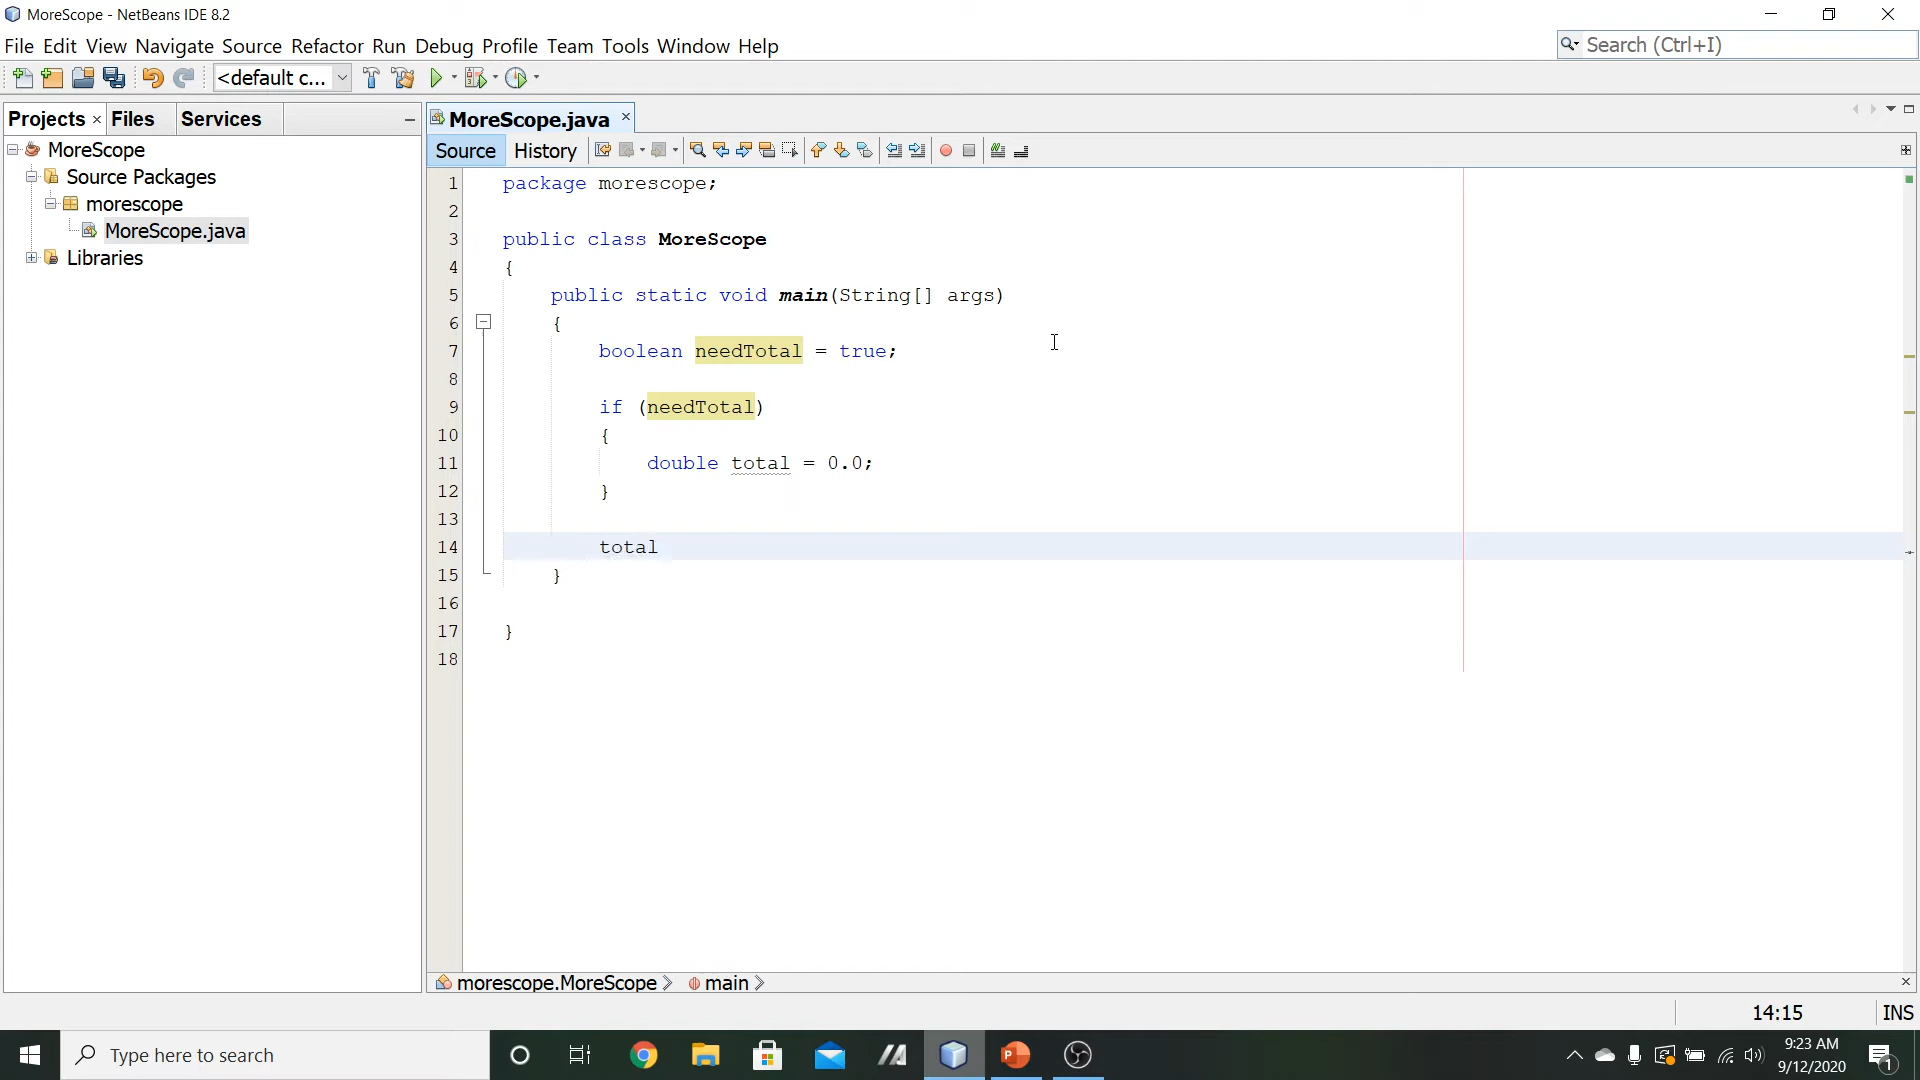 MoreScope - NetBeans IDE 8.2
File Edit View Navigate Source Refactor Run Debug Profile Team Tools Window Help
Search (Ctrl+I)
<default c...
Projects Files Services
MoreScope
Source Packages
morescope
MoreScope.java
Libraries
MoreScope.java
Source History
1 package morescope;
2
3 public class MoreScope
4 {
5 public static void main(String[] args)
6 {
7 boolean needTotal = true;
8
9 if (needTotal)
10 {
11 double total = 0.0;
12 }
13
14 total
15 }
16
17 }
18
morescope.MoreScope main
14:15 INS
Type here to search
9:23 AM
9/12/2020
1